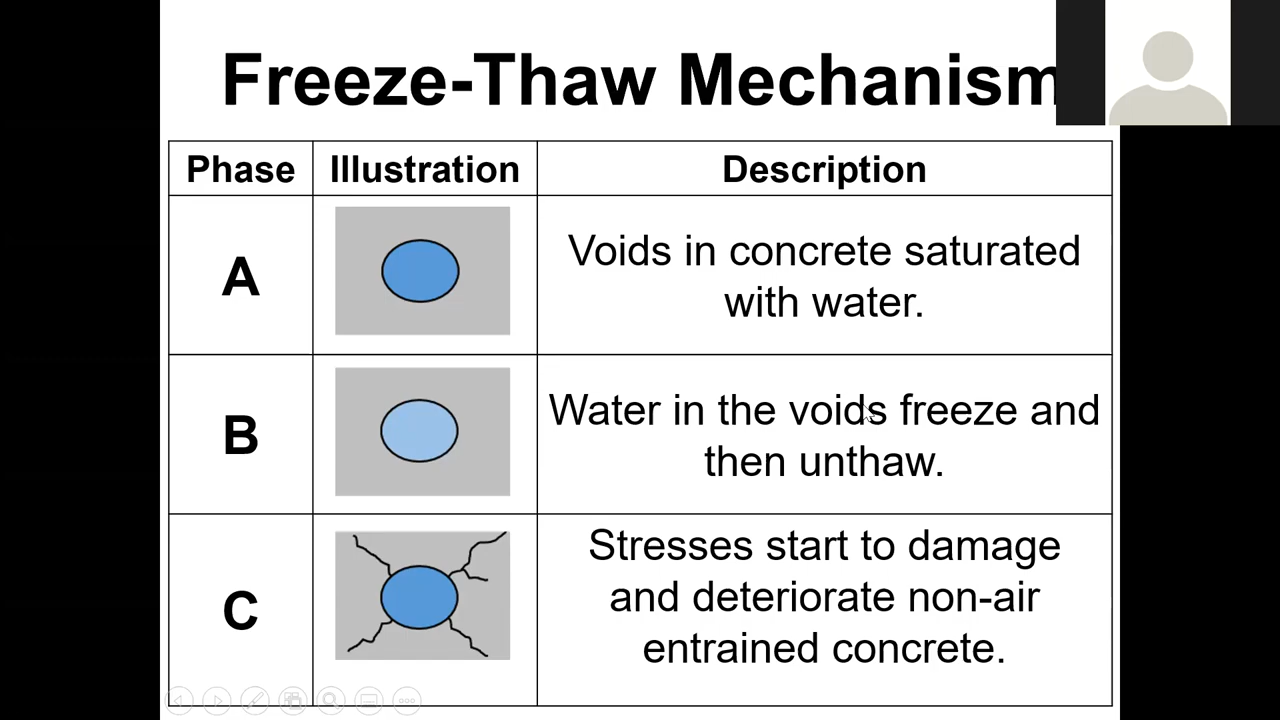 Freeze-Thaw Mechanism
Phase Illustration Description
A
Voids in concrete saturated
with water.
B
Water in the voids freeze and
then unthaw.
C
Stresses start to damage
and deteriorate non-air
entrained concrete.